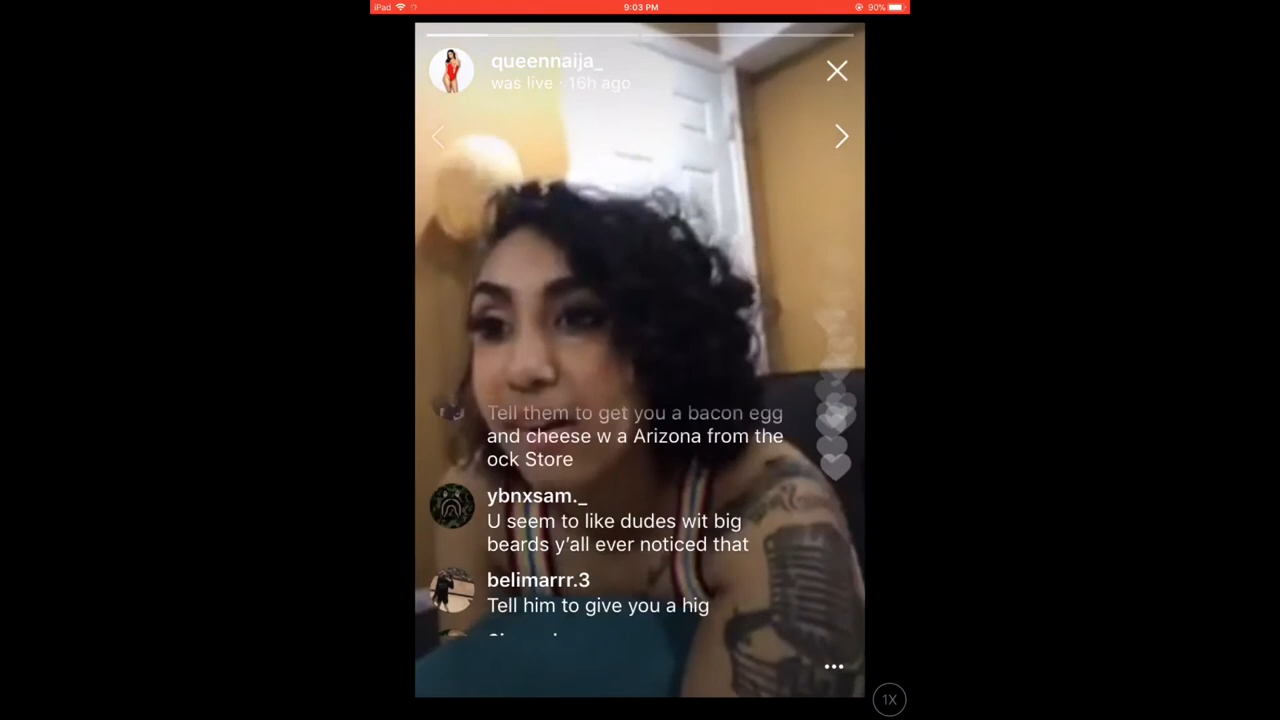 iPad 9:03 PM 90%
queennaija_
was live · 16h ago
Tell them to get you a bacon egg
and cheese w a Arizona from the
ock Store
ybnxsam._
U seem to like dudes wit big
beards y’all ever noticed that
belimarrr.3
Tell him to give you a hig
1X